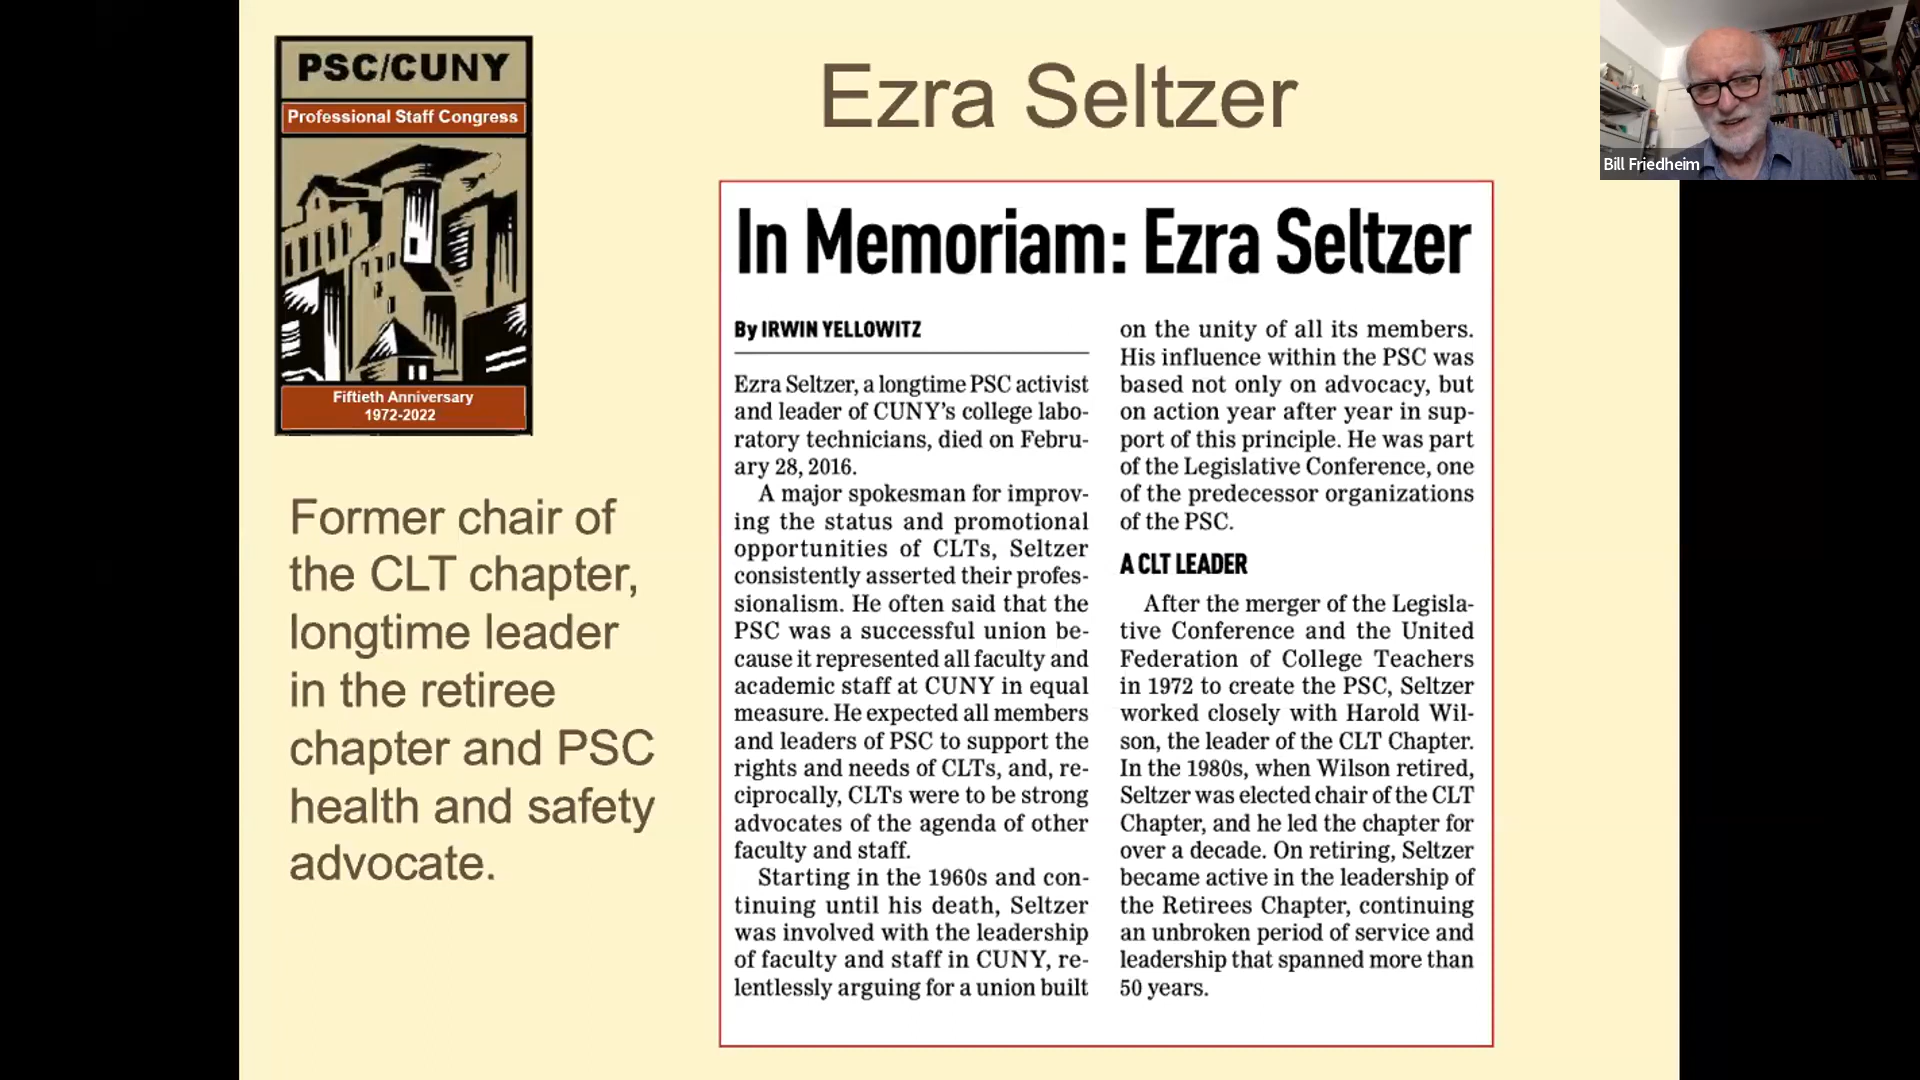 PSC/CUNY
Professional Staff Congress
Fiftieth Anniversary
1972-2022
Ezra Seltzer
Bill Friedheim
Former chair of
the CLT chapter,
longtime leader
in the retiree
chapter and PSC
health and safety
advocate.
In Memoriam: Ezra Seltzer
By IRWIN YELLOWITZ
Ezra Seltzer, a longtime PSC activist
and leader of CUNY's college labo-
ratory technicians, died on Febru-
ary 28, 2016.
A major spokesman for improv-
ing the status and promotional
opportunities of CLTs, Seltzer
consistently asserted their profes-
sionalism. He often said that the
PSC was a successful union be-
cause it represented all faculty and
academic staff at CUNY in equal
measure. He expected all members
and leaders of PSC to support the
rights and needs of CLTs, and, re-
ciprocally, CLTs were to be strong
advocates of the agenda of other
faculty and staff.
Starting in the 1960s and con-
tinuing until his death, Seltzer
was involved with the leadership
of faculty and staff in CUNY, re-
lentlessly arguing for a union built
on the unity of all its members.
His influence within the PSC was
based not only on advocacy, but
on action year after year in sup-
port of this principle. He was part
of the Legislative Conference, one
of the predecessor organizations
of the PSC.
A CLT LEADER
After the merger of the Legisla-
tive Conference and the United
Federation of College Teachers
in 1972 to create the PSC, Seltzer
worked closely with Harold Wil-
son, the leader of the CLT Chapter.
In the 1980s, when Wilson retired,
Seltzer was elected chair of the CLT
Chapter, and he led the chapter for
over a decade. On retiring, Seltzer
became active in the leadership of
the Retirees Chapter, continuing
an unbroken period of service and
leadership that spanned more than
50 years.